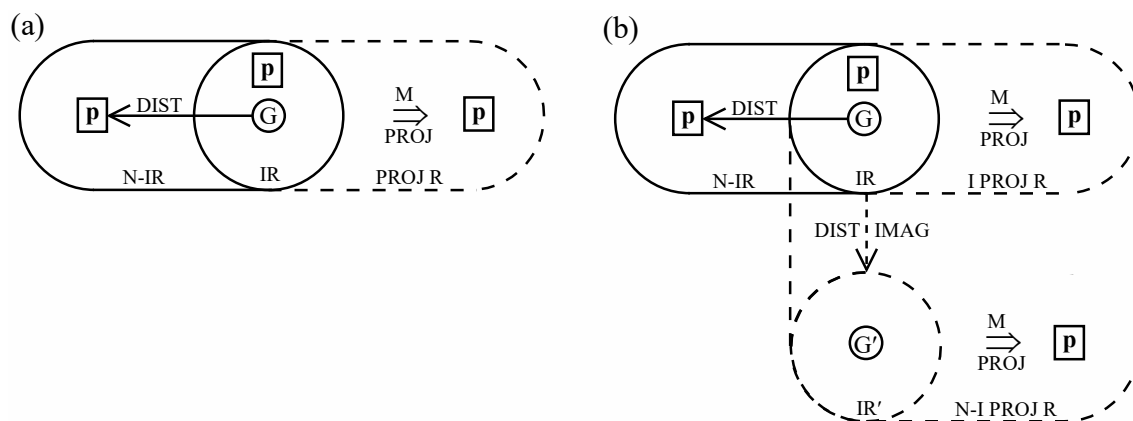 (a)
p
p
DIST
G
M
PROJ
p
N-IR
IR
PROJ R
(b)
p
p
DIST
G
M
PROJ
p
N-IR
IR
I PROJ R
DIST IMAG
G′
M
PROJ
p
IR′
N-I PROJ R